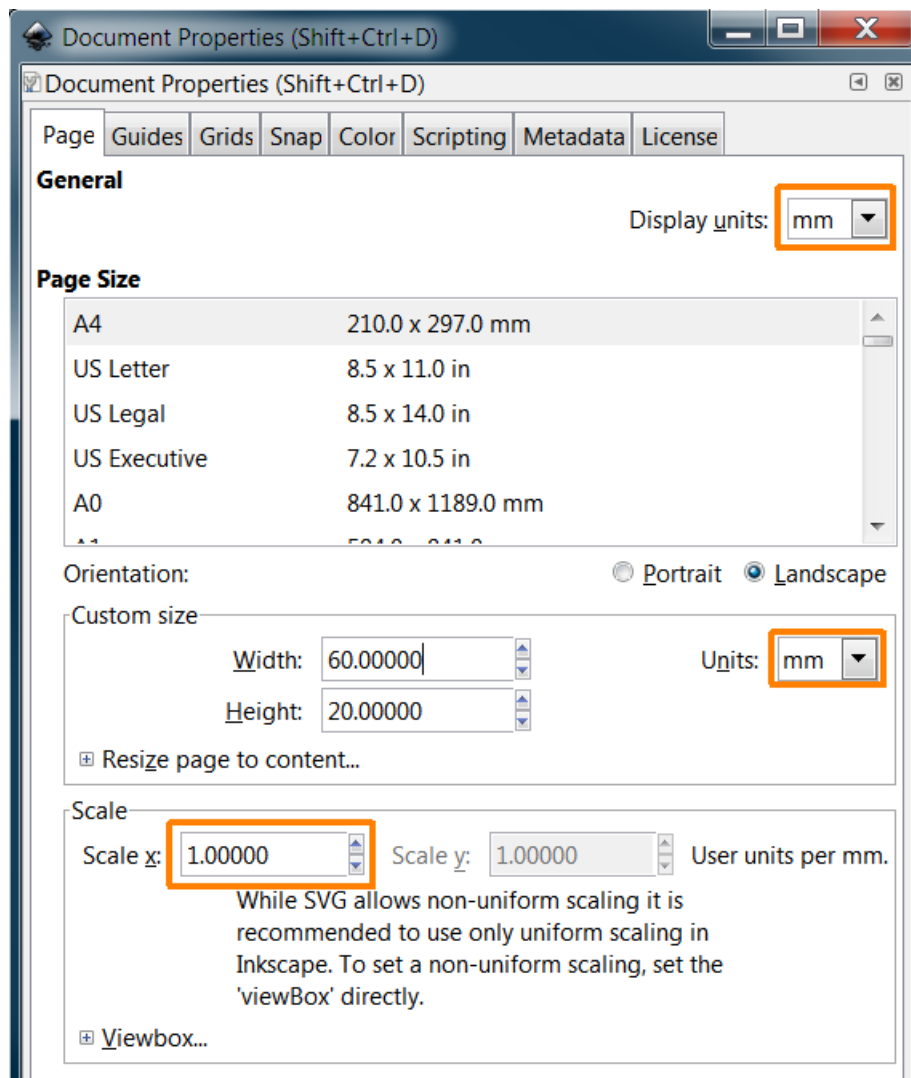 Document Properties (Shift+Ctrl+D)
Document Properties (Shift+Ctrl+D)
Page Guides Grids Snap Color Scripting Metadata License
General
Display units: mm
Page Size
A4 210.0 x 297.0 mm
US Letter 8.5 x 11.0 in
US Legal 8.5 x 14.0 in
US Executive 7.2 x 10.5 in
A0 841.0 x 1189.0 mm
Orientation: Portrait Landscape
Custom size
Width: 60.00000 Units: mm
Height: 20.00000
Resize page to content...
Scale
Scale x: 1.00000 Scale y: 1.00000 User units per mm.
While SVG allows non-uniform scaling it is
recommended to use only uniform scaling in
Inkscape. To set a non-uniform scaling, set the
'viewBox' directly.
Viewbox...